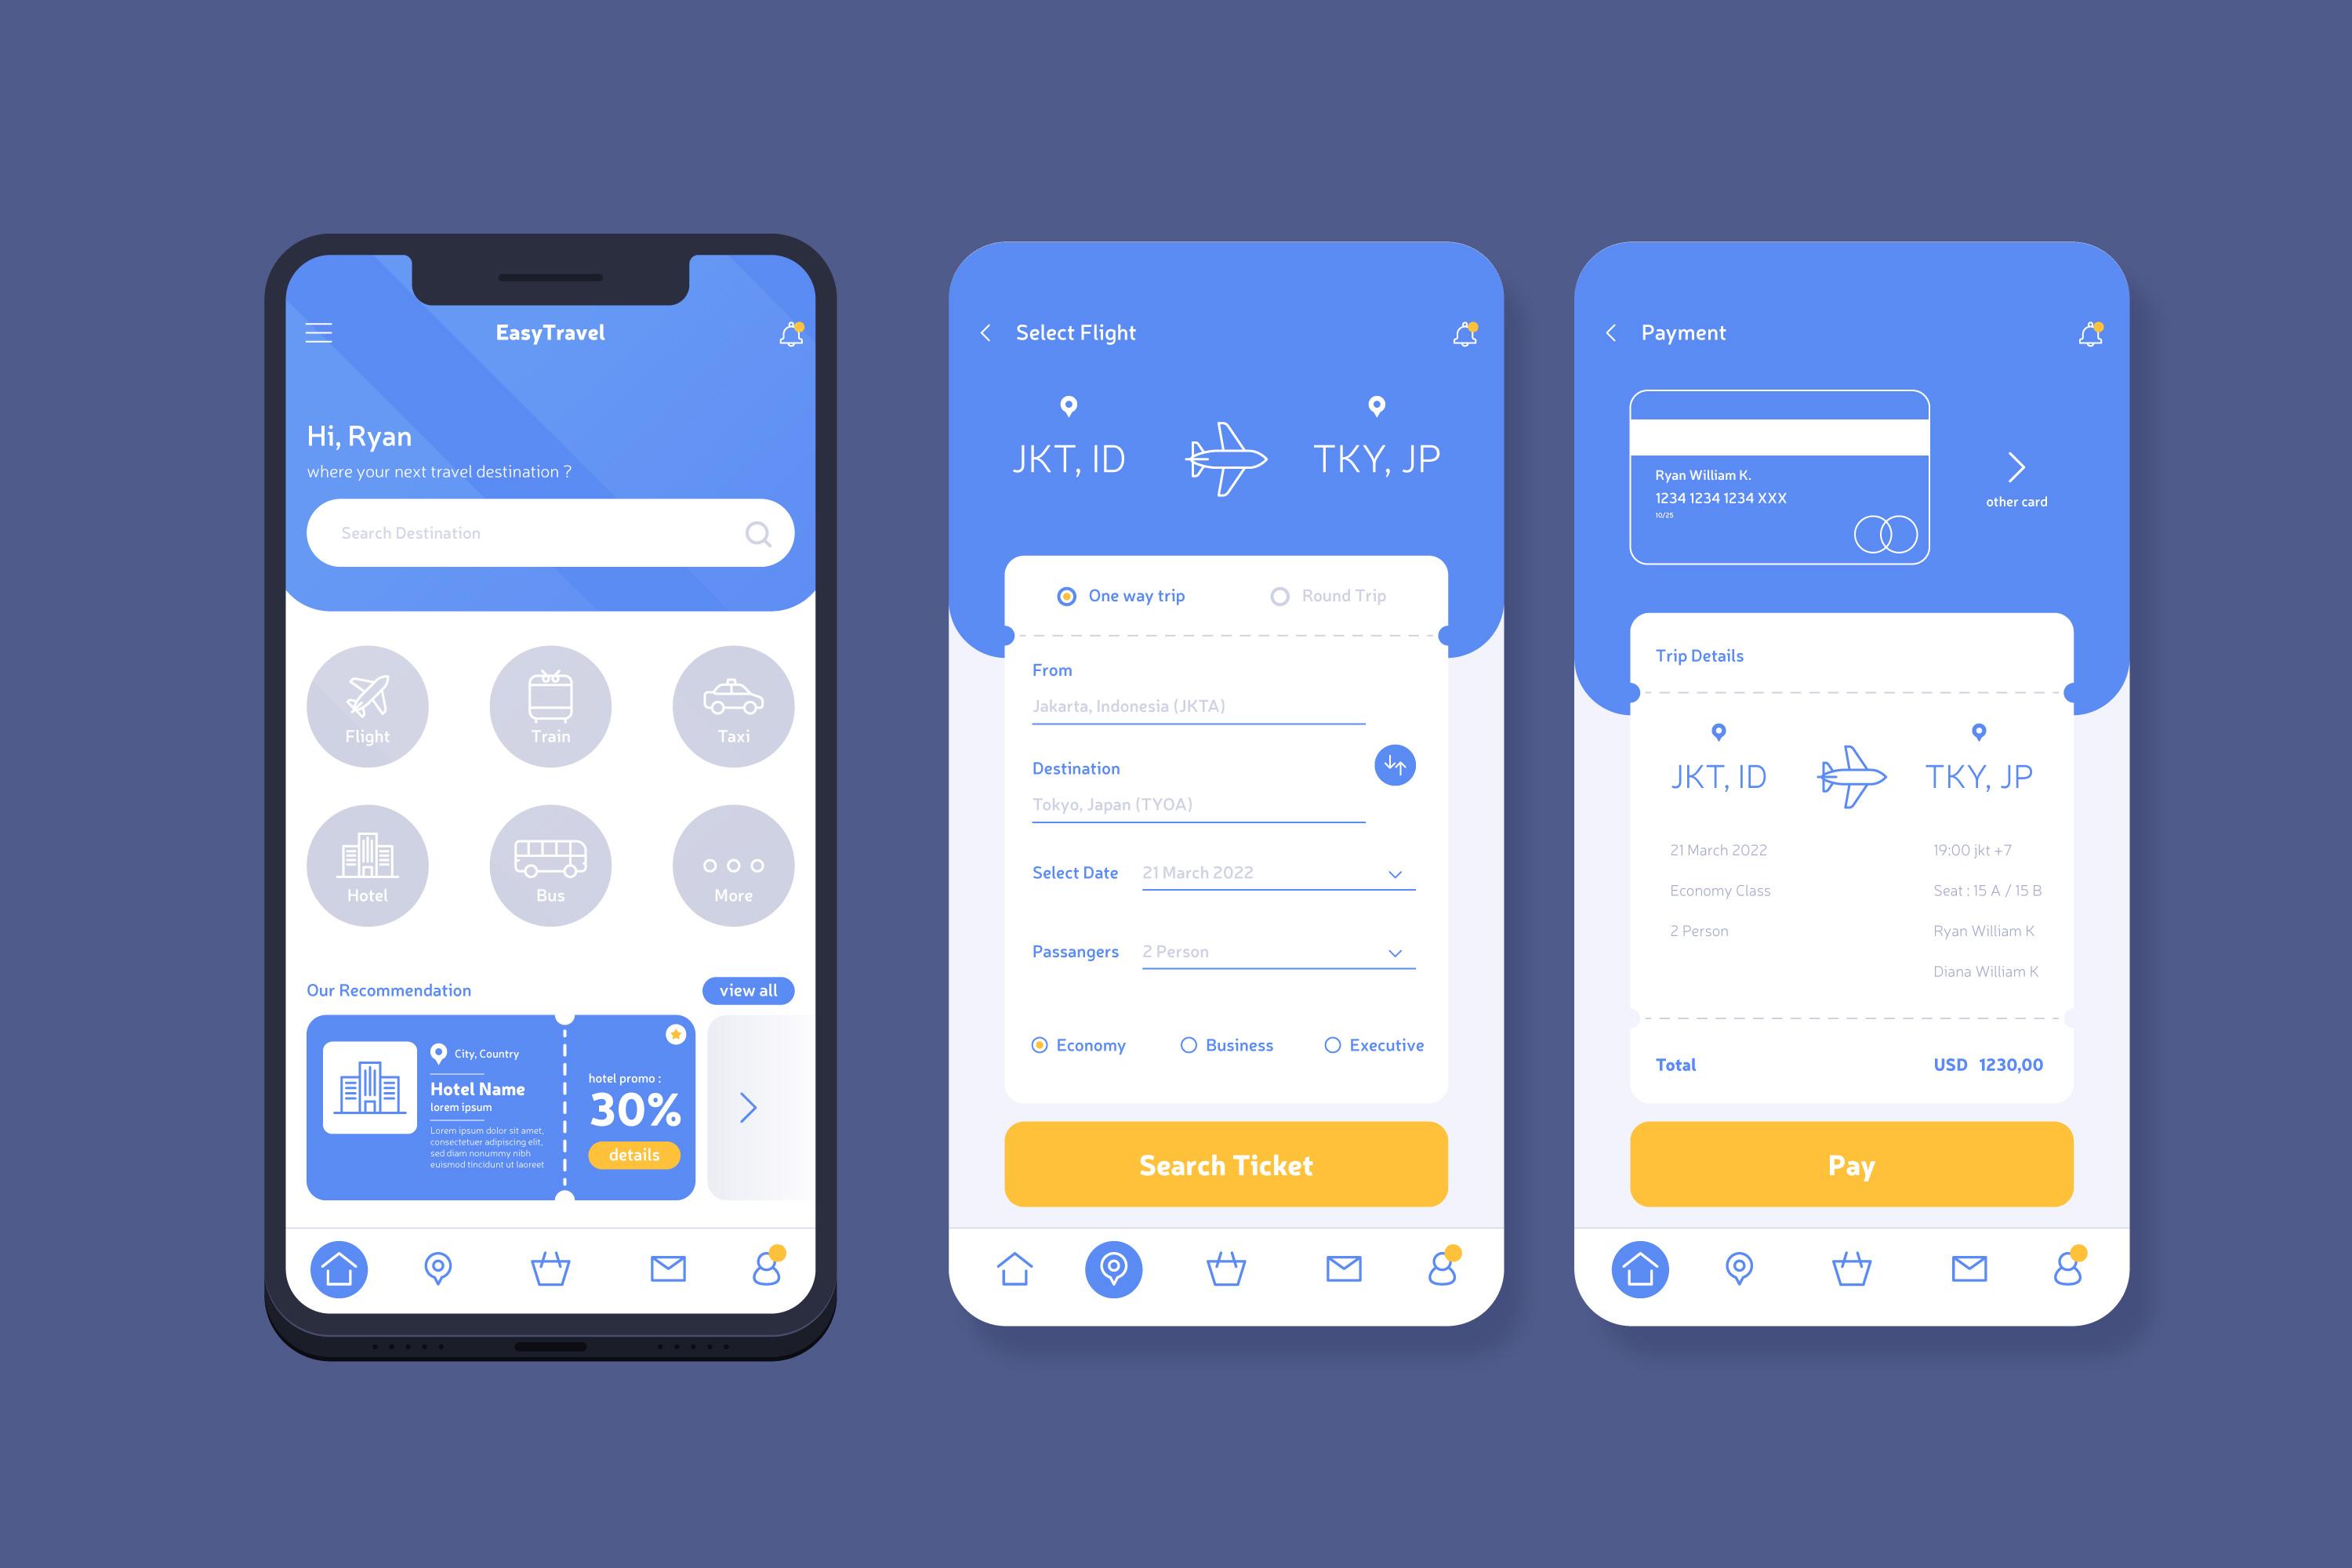 EasyTravel
Hi, Ryan
where your next travel destination ?
Search Destination
Flight
Train
Taxi
Hotel
Bus
More
Our Recommendation
view all
City, Country
Hotel Name
lorem ipsum
Lorem ipsum dolor sit amet,
consectetuer adipiscing elit,
sed diam nonummy nibh
euismod tincidunt ut laoreet
hotel promo :
30%
details
Select Flight
JKT, ID
TKY, JP
One way trip
Round Trip
From
Jakarta, Indonesia (JKTA)
Destination
Tokyo, Japan (TYOA)
Select Date
21 March 2022
Passangers
2 Person
Economy
Business
Executive
Search Ticket
Payment
Ryan William K.
1234 1234 1234 XXX
10/25
other card
Trip Details
JKT, ID
TKY, JP
21 March 2022
19:00 jkt +7
Economy Class
Seat : 15 A / 15 B
2 Person
Ryan William K
Diana William K
Total
USD 1230,00
Pay